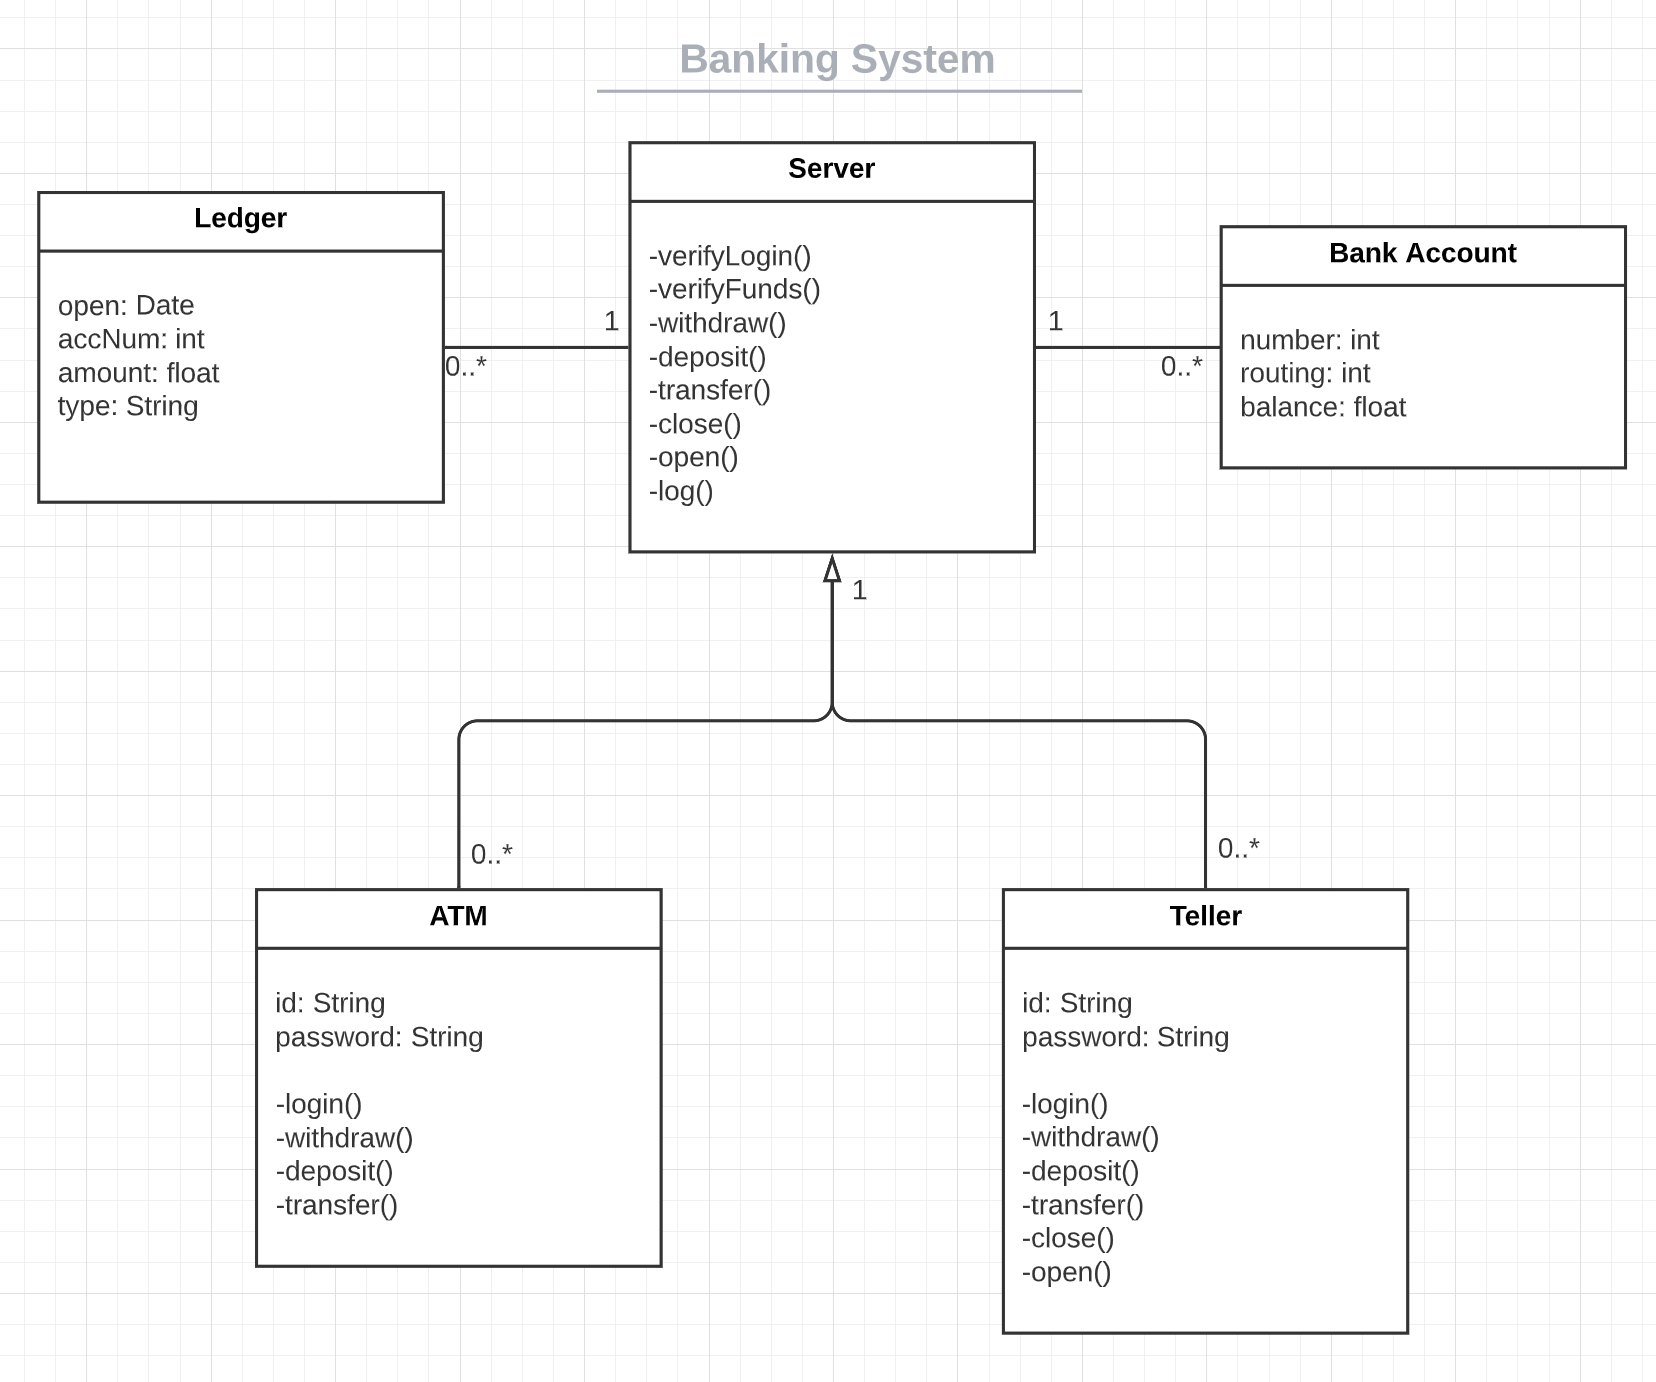 Banking System
Server
-verifyLogin()
-verifyFunds()
-withdraw()
-deposit()
-transfer()
-close()
-open()
-log()
Ledger
open: Date
accNum: int
amount: float
type: String
Bank Account
number: int
routing: int
balance: float
1
0..*
1
0..*
1
0..*
0..*
ATM
id: String
password: String
-login()
-withdraw()
-deposit()
-transfer()
Teller
id: String
password: String
-login()
-withdraw()
-deposit()
-transfer()
-close()
-open()